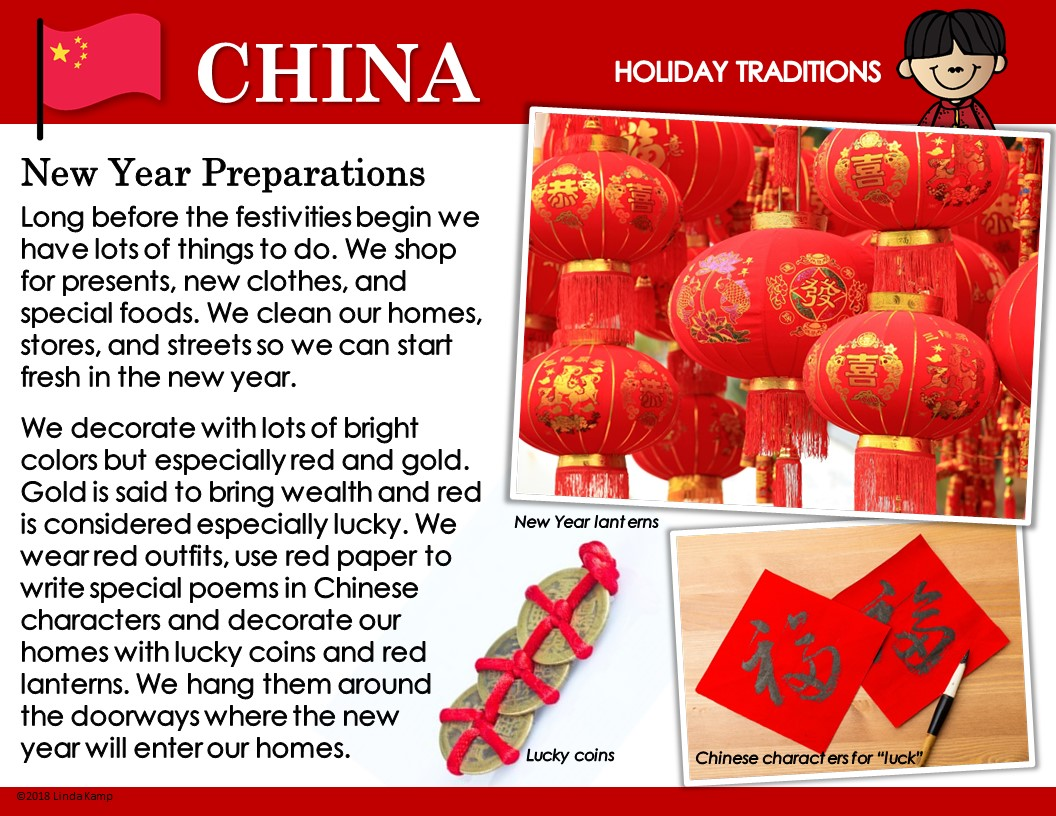 CHINA
HOLIDAY TRADITIONS
New Year Preparations
Long before the festivities begin we
have lots of things to do. We shop
for presents, new clothes, and
special foods. We clean our homes,
stores, and streets so we can start
fresh in the new year.
We decorate with lots of bright
colors but especially red and gold.
Gold is said to bring wealth and red
is considered especially lucky. We
wear red outfits, use red paper to
write special poems in Chinese
characters and decorate our
homes with lucky coins and red
lanterns. We hang them around
the doorways where the new
year will enter our homes.
福
恭
喜
發
喜
New Year lanterns
Lucky coins
福
福
Chinese characters for “luck”
©2018 Linda Kamp